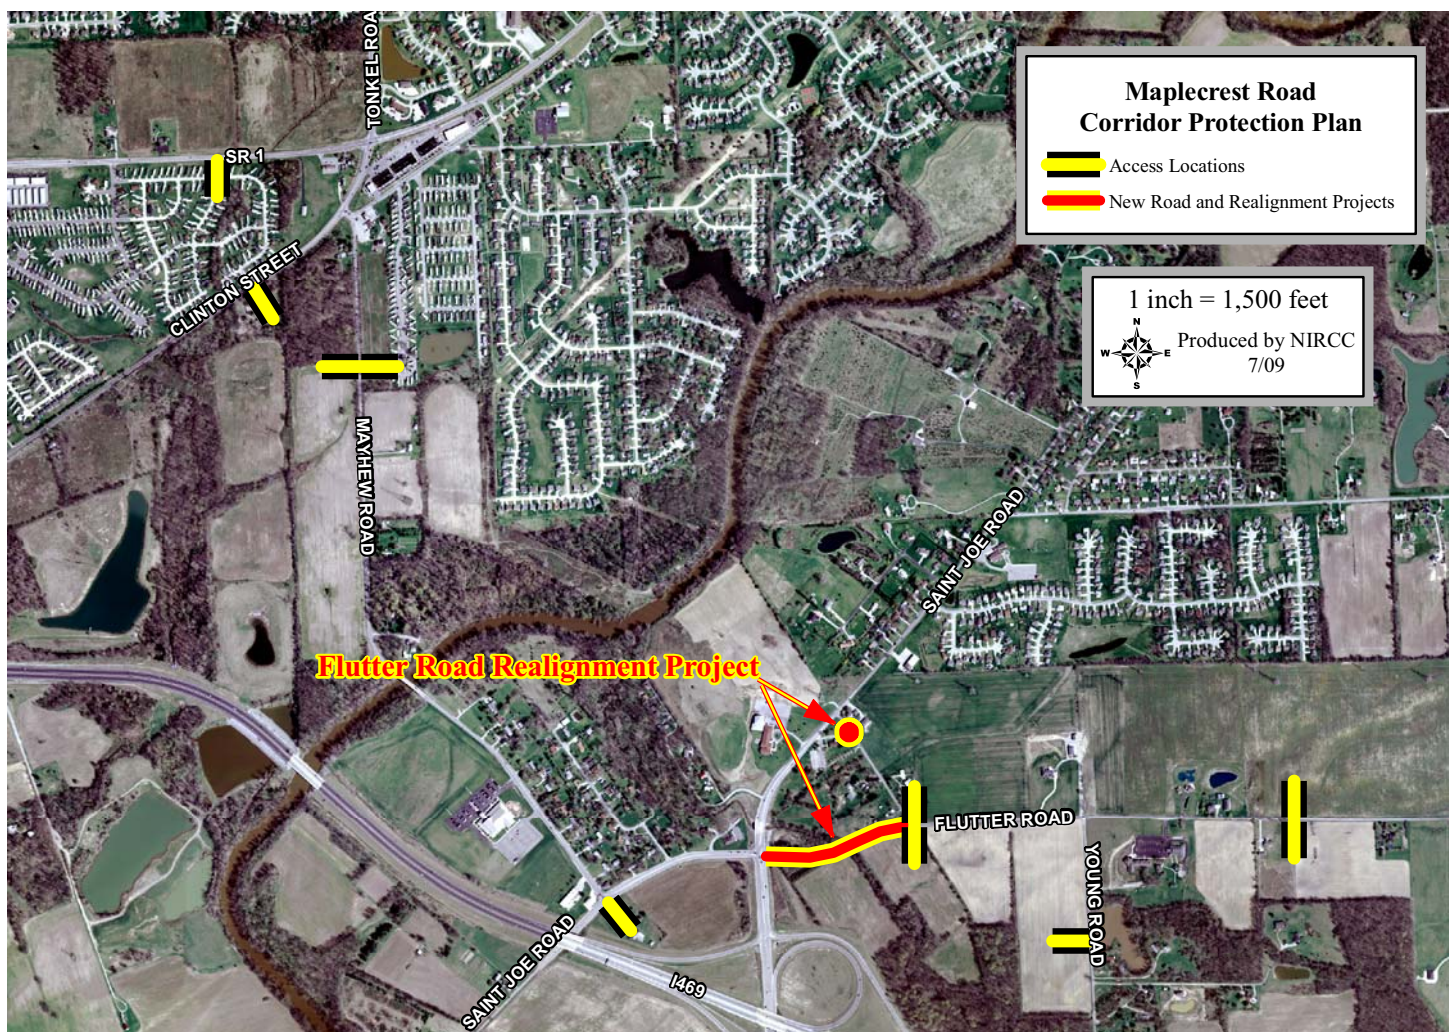 TONKEL ROA
Maplecrest Road
Corridor Protection Plan
Access Locations
New Road and Realignment Projects
SR 1
CLINTON STREET
1 inch = 1,500 feet
N
W E
S
Produced by NIRCC
7/09
MAYHEW ROAD
SAINT JOE ROAD
Flutter Road Realignment Project
FLUTTER ROAD
YOUNG ROAD
SAINT JOE ROAD
I469